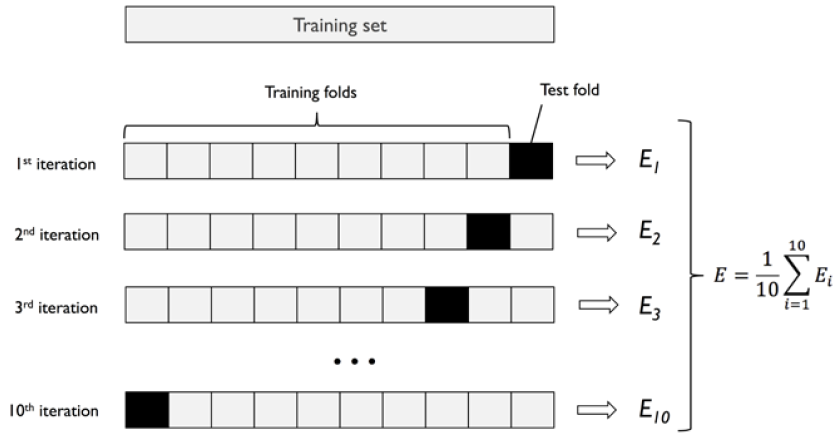 Training set
Training folds
Test fold
1st iteration
E1
2nd iteration
E2
3rd iteration
E3
E = 1/10 10∑i=1 Ei
• • •
10th iteration
E10